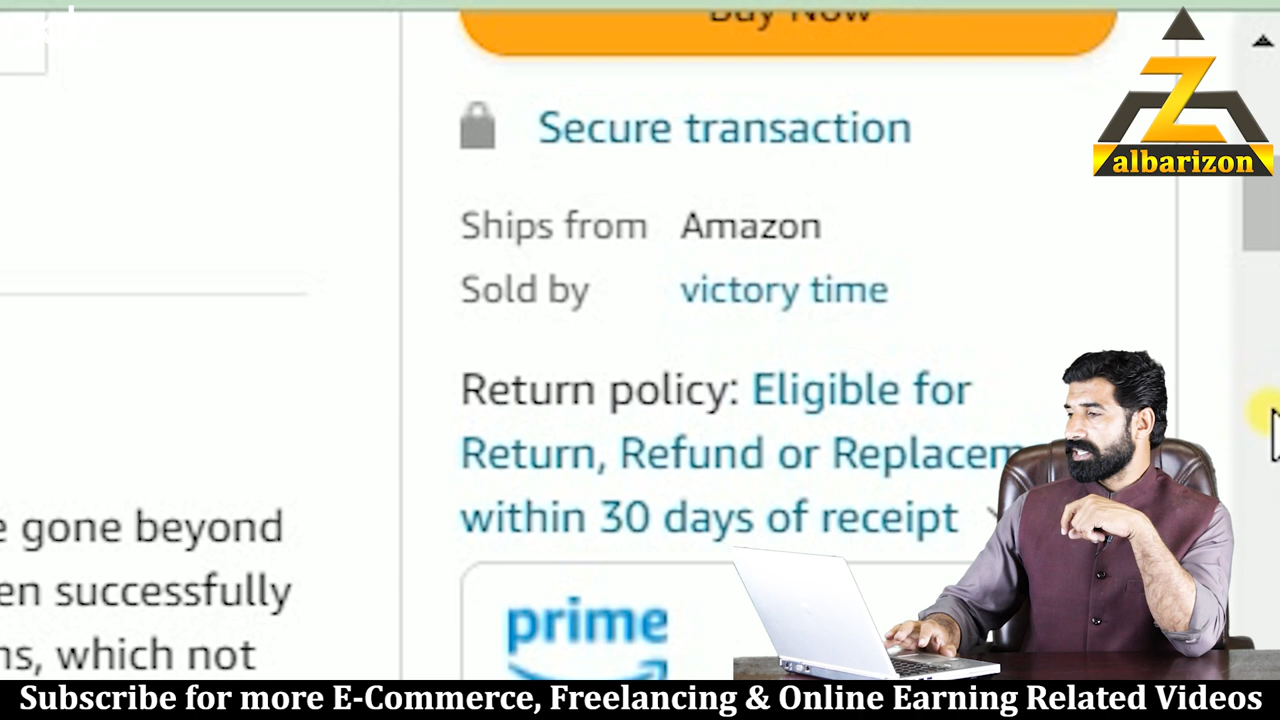 Buy Now
albarizon
Secure transaction
Ships from Amazon
Sold by victory time
Return policy: Eligible for
Return, Refund or Replacem
within 30 days of receipt
gone beyond
en successfully
ns, which not
prime
Subscribe for more E-Commerce, Freelancing & Online Earning Related Videos